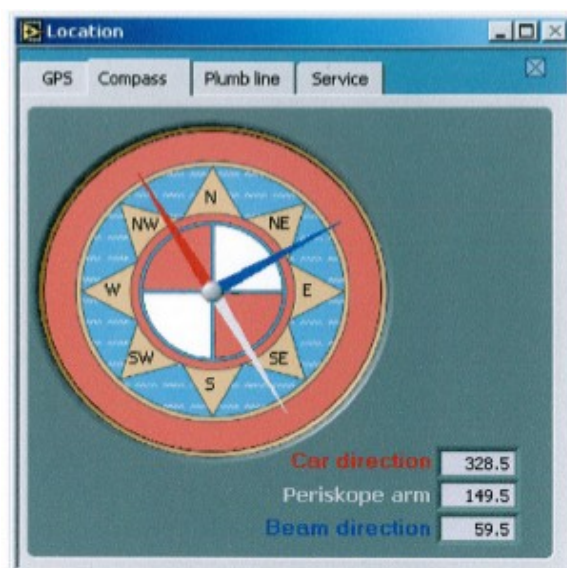 Location
GPS Compass Plumb line Service
N
NW NE
W E
SW SE
S
Car direction 328.5
Periskope arm 149.5
Beam direction 59.5